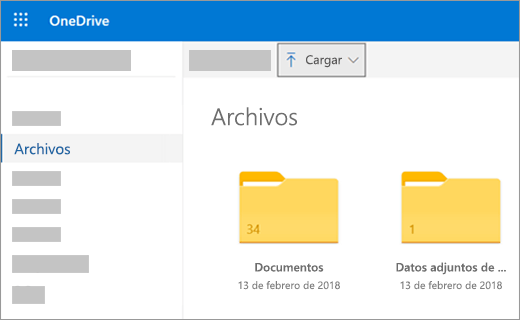 OneDrive
Cargar
Archivos
Archivos
34
1
Documentos
Datos adjuntos de ...
13 de febrero de 2018
13 de febrero de 2018